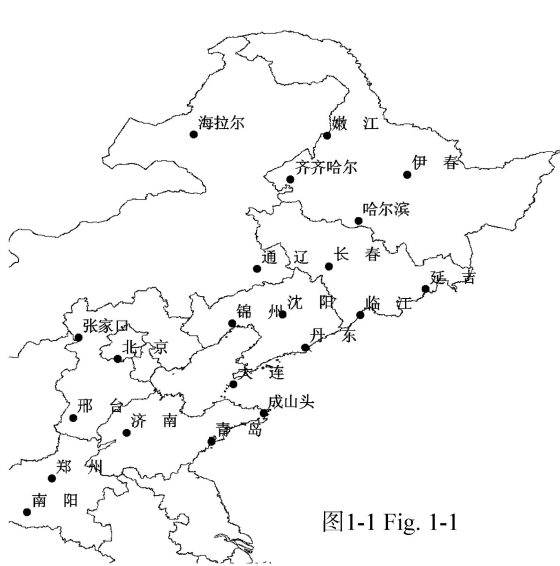 海拉尔
嫩江
伊春
齐齐哈尔
哈尔滨
通辽
长春
延吉
锦州
沈阳
临江
张家口
丹东
北京
大连
成山头
邢台
济南
青岛
郑州
南阳
图1-1 Fig. 1-1